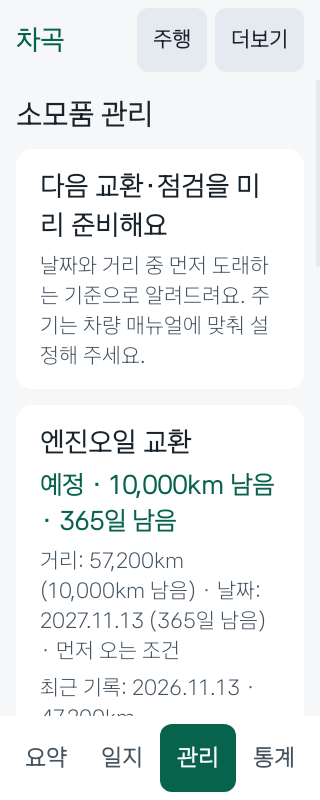 차곡
주행
더보기
소모품 관리
다음 교환·점검을 미
리 준비해요
날짜와 거리 중 먼저 도래하
는 기준으로 알려드려요. 주
기는 차량 매뉴얼에 맞춰 설
정해 주세요.
엔진오일 교환
예정 · 10,000km 남음
· 365일 남음
거리: 57,200km
(10,000km 남음) · 날짜:
2027.11.13 (365일 남음)
· 먼저 오는 조건
최근 기록: 2026.11.13 ·
47,200km
요약
일지
관리
통계